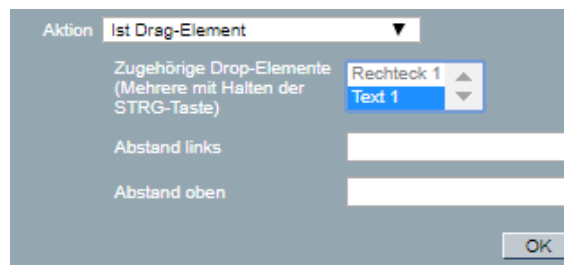 Aktion Ist Drag-Element
Zugehörige Drop-Elemente
(Mehrere mit Halten der
STRG-Taste)
Rechteck 1
Text 1
Abstand links
Abstand oben
OK